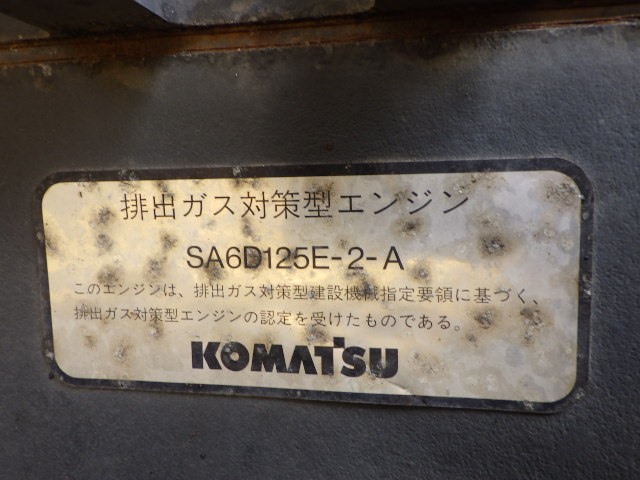 排出ガス対策型エンジン
SA6D125E-2-A
このエンジンは、排出ガス対策型建設機械指定要領に基づく、
排出ガス対策型エンジンの認定を受けたものである。
KOMATSU